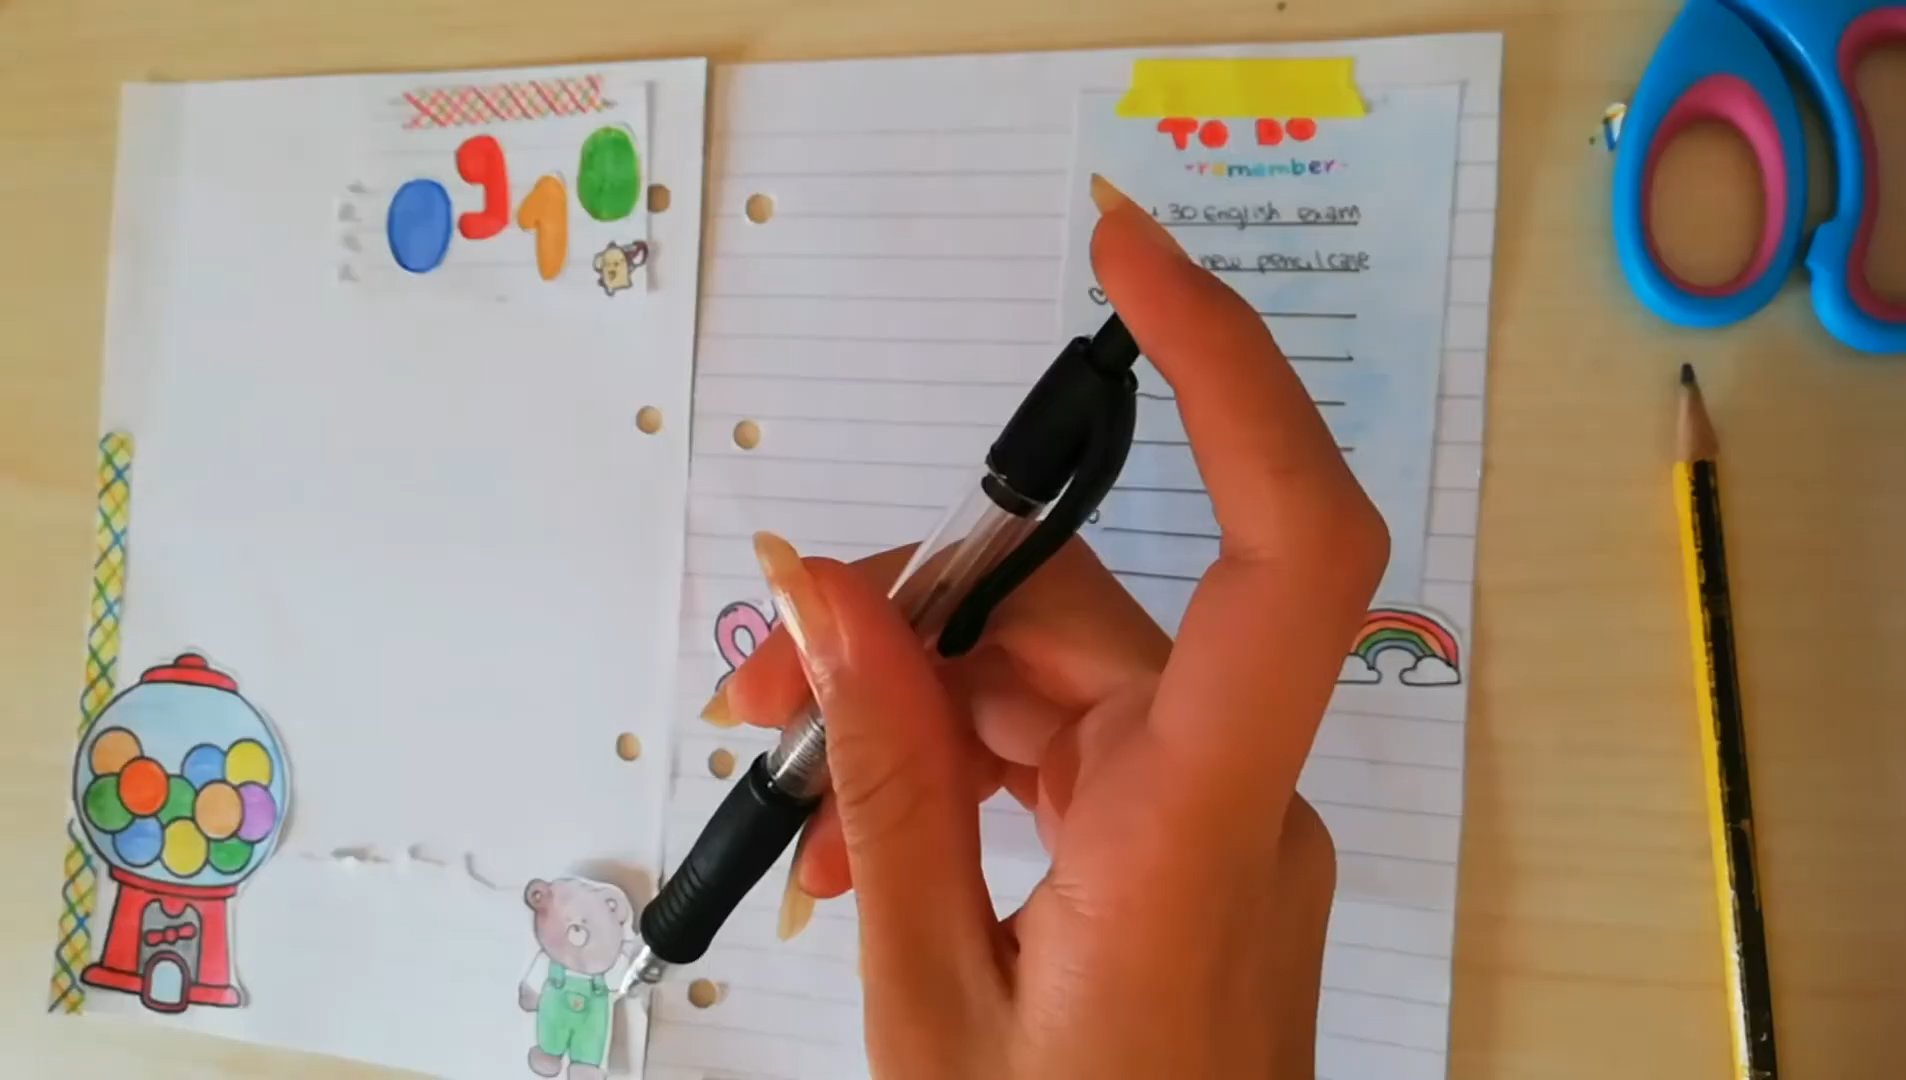 0310
TO DO
-remember-
30 English exam
new pencil case